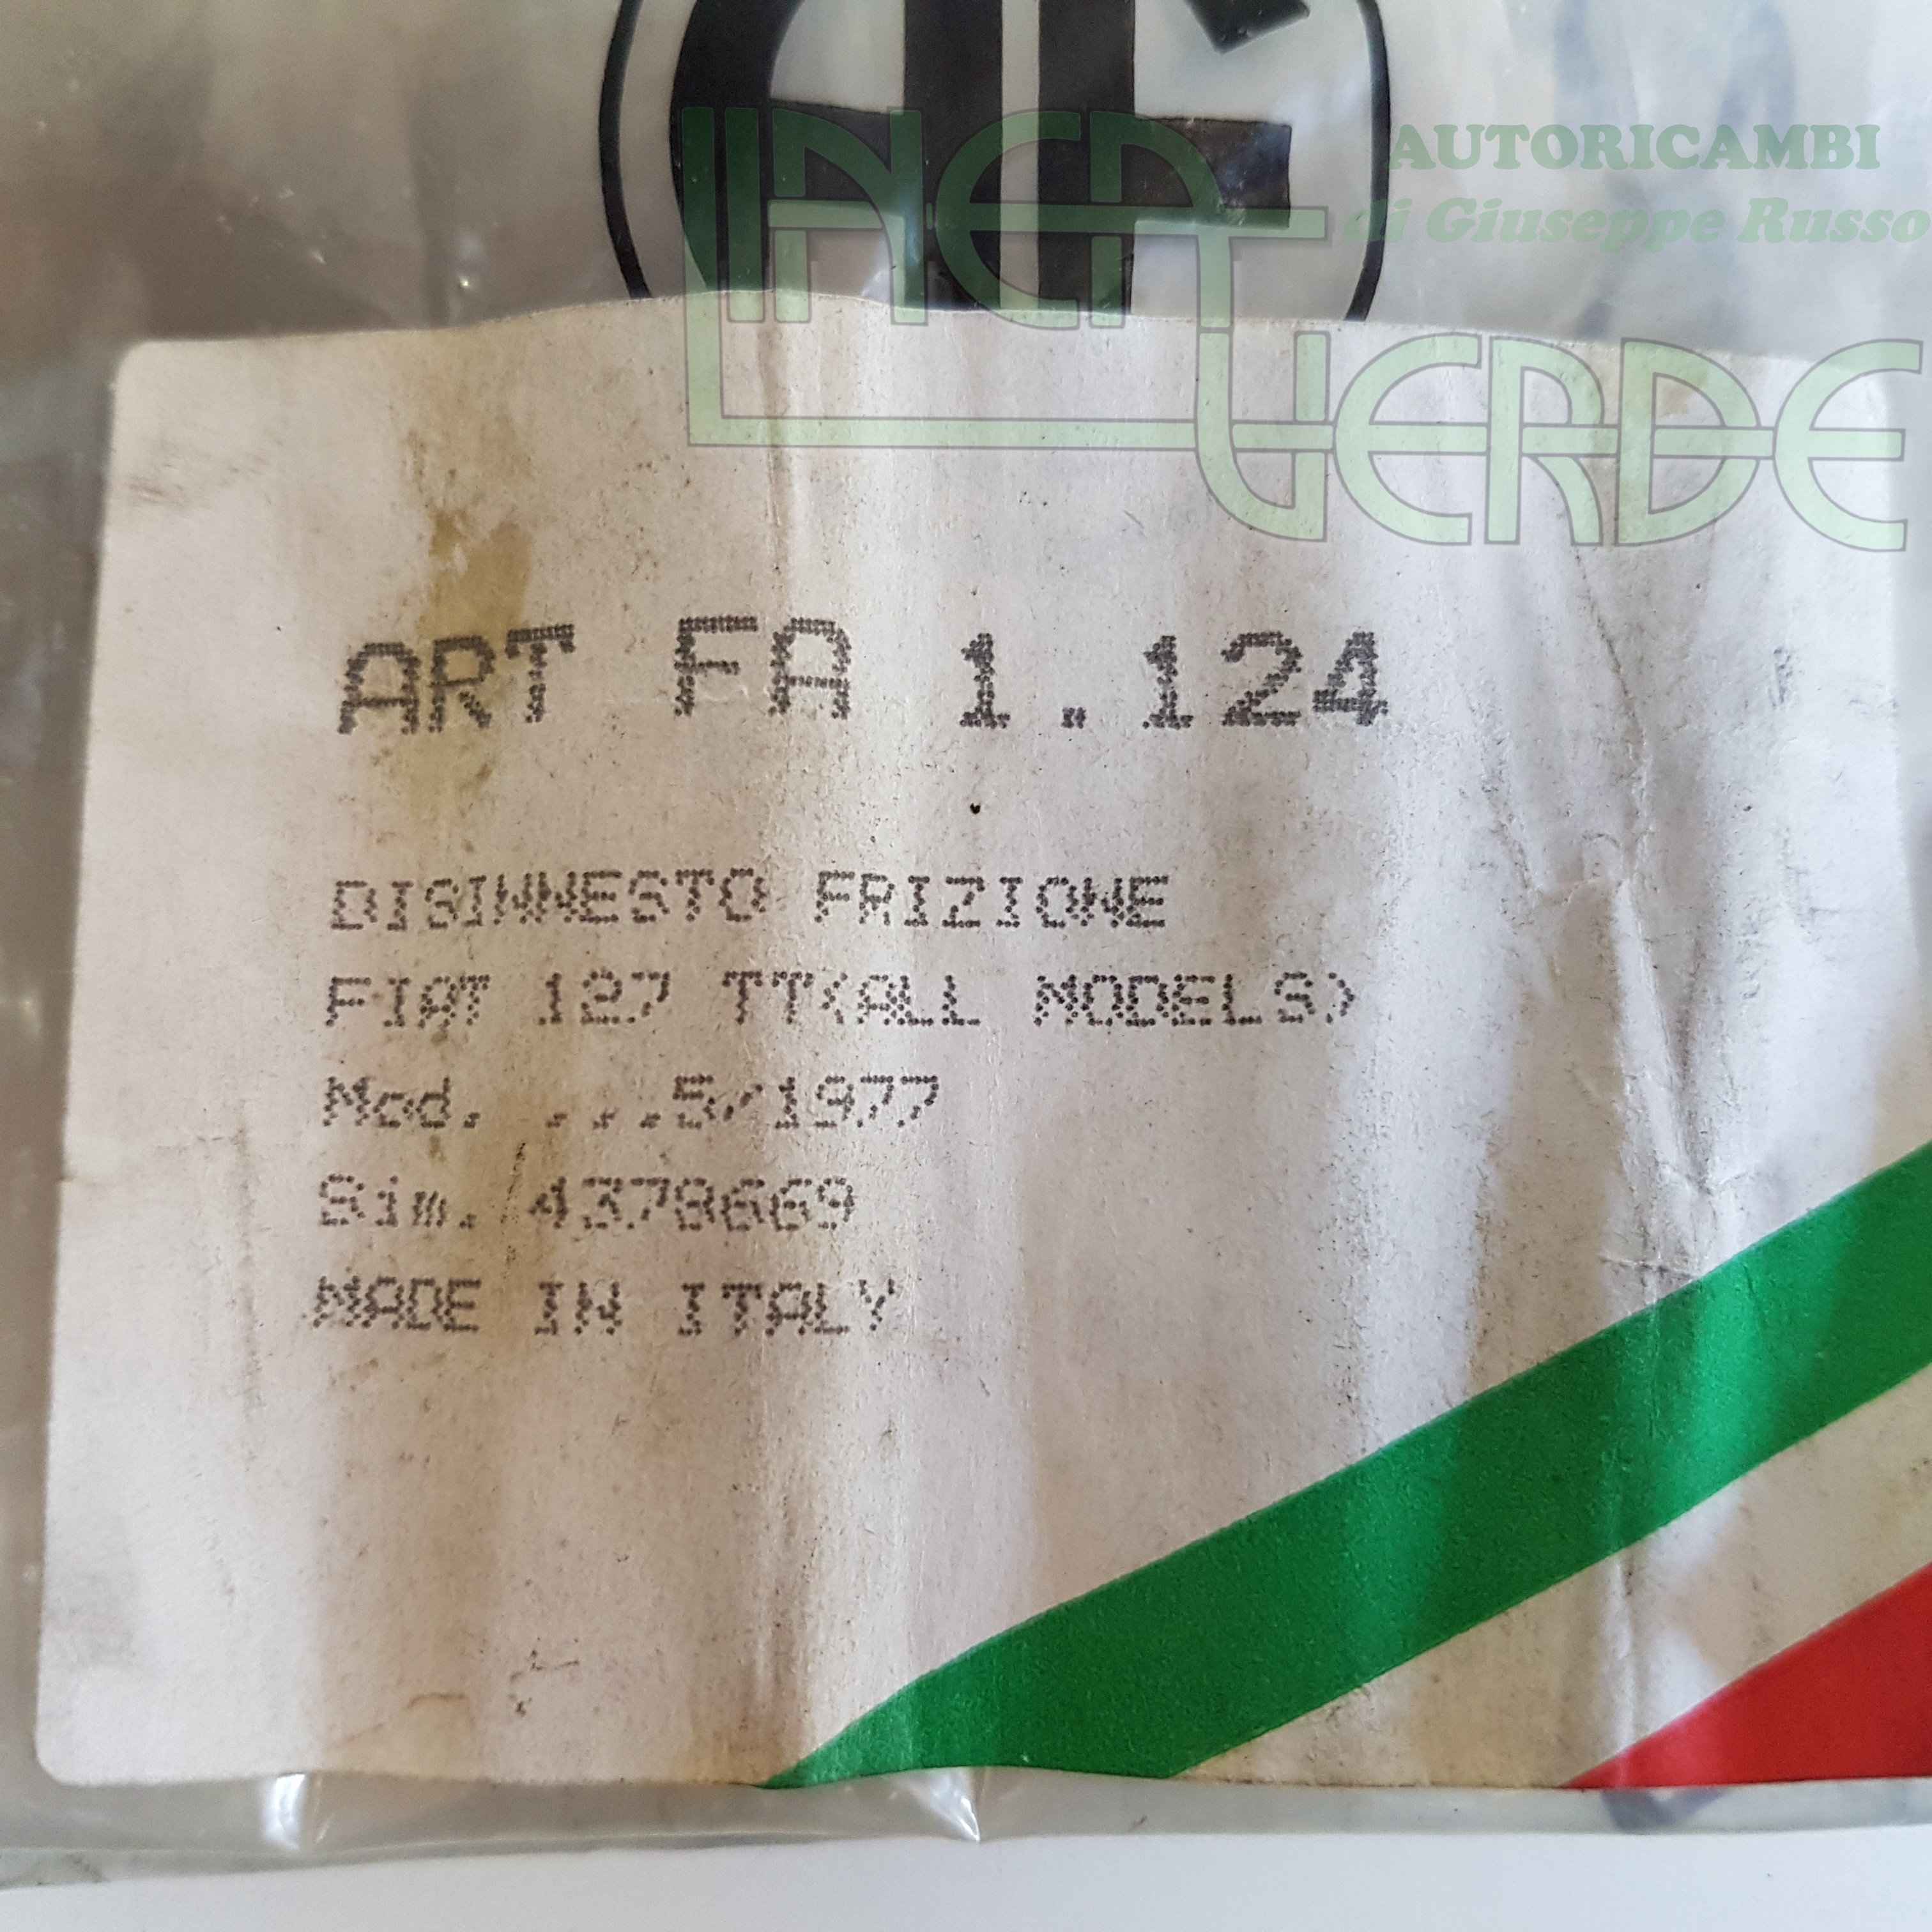 AUTORICAMBI
di Giuseppe Russo
LINEA
VERDE
ART FA 1.124
DISINNESTO FRIZIONE
FIAT 127 TT(ALL MODELS)
Mod. ...5/1977
Sim. 4378669
MADE IN ITALY